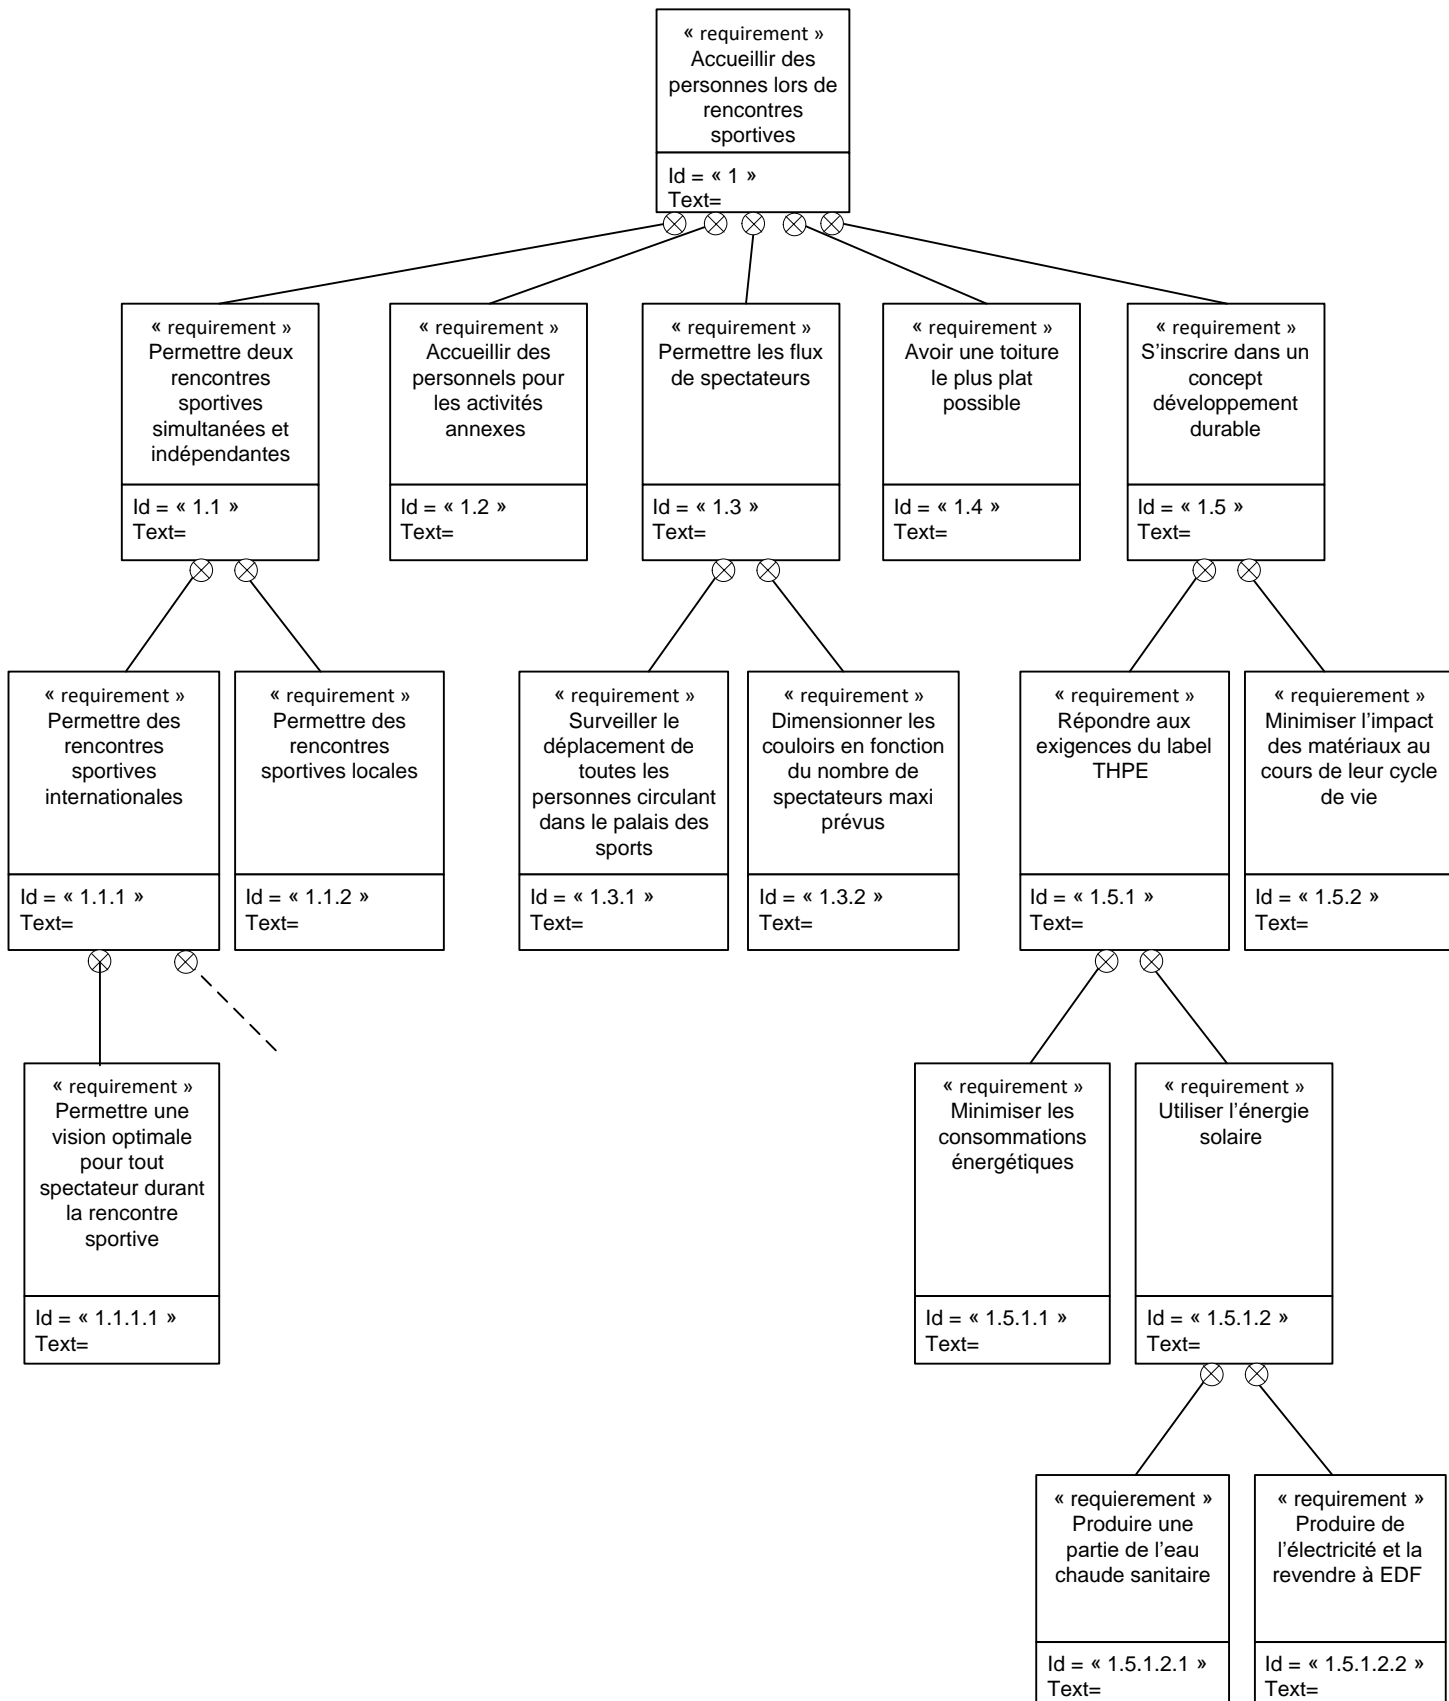 « requirement »
Accueillir des
personnes lors de
rencontres
sportives
Id = « 1 »
Text=
« requirement »
Permettre deux
rencontres
sportives
simultanées et
indépendantes
Id = « 1.1 »
Text=
« requirement »
Accueillir des
personnels pour
les activités
annexes
Id = « 1.2 »
Text=
« requirement »
Permettre les flux
de spectateurs
Id = « 1.3 »
Text=
« requirement »
Avoir une toiture
le plus plat
possible
Id = « 1.4 »
Text=
« requirement »
S’inscrire dans un
concept
développement
durable
Id = « 1.5 »
Text=
« requirement »
Permettre des
rencontres
sportives
internationales
Id = « 1.1.1 »
Text=
« requirement »
Permettre des
rencontres
sportives locales
Id = « 1.1.2 »
Text=
« requirement »
Surveiller le
déplacement de
toutes les
personnes circulant
dans le palais des
sports
Id = « 1.3.1 »
Text=
« requirement »
Dimensionner les
couloirs en fonction
du nombre de
spectateurs maxi
prévus
Id = « 1.3.2 »
Text=
« requirement »
Répondre aux
exigences du label
THPE
Id = « 1.5.1 »
Text=
« requierement »
Minimiser l’impact
des matériaux au
cours de leur cycle
de vie
Id = « 1.5.2 »
Text=
« requirement »
Permettre une
vision optimale
pour tout
spectateur durant
la rencontre
sportive
Id = « 1.1.1.1 »
Text=
« requirement »
Minimiser les
consommations
énergétiques
Id = « 1.5.1.1 »
Text=
« requirement »
Utiliser l’énergie
solaire
Id = « 1.5.1.2 »
Text=
« requierement »
Produire une
partie de l’eau
chaude sanitaire
Id = « 1.5.1.2.1 »
Text=
« requirement »
Produire de
l’électricité et la
revendre à EDF
Id = « 1.5.1.2.2 »
Text=